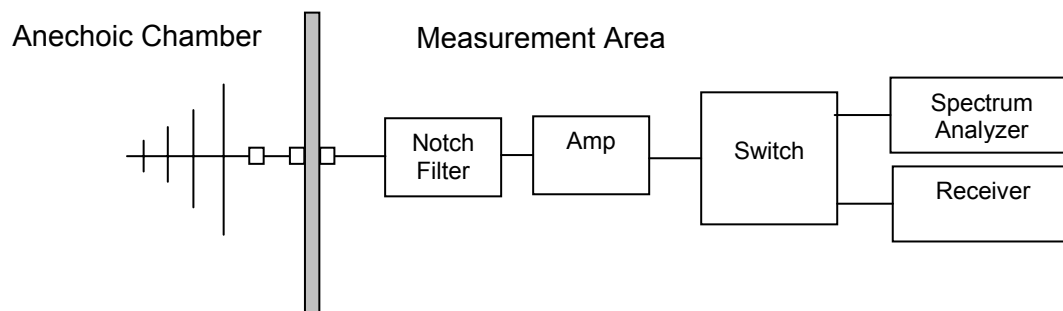 Anechoic Chamber
Measurement Area
Notch
Filter
Amp
Switch
Spectrum
Analyzer
Receiver